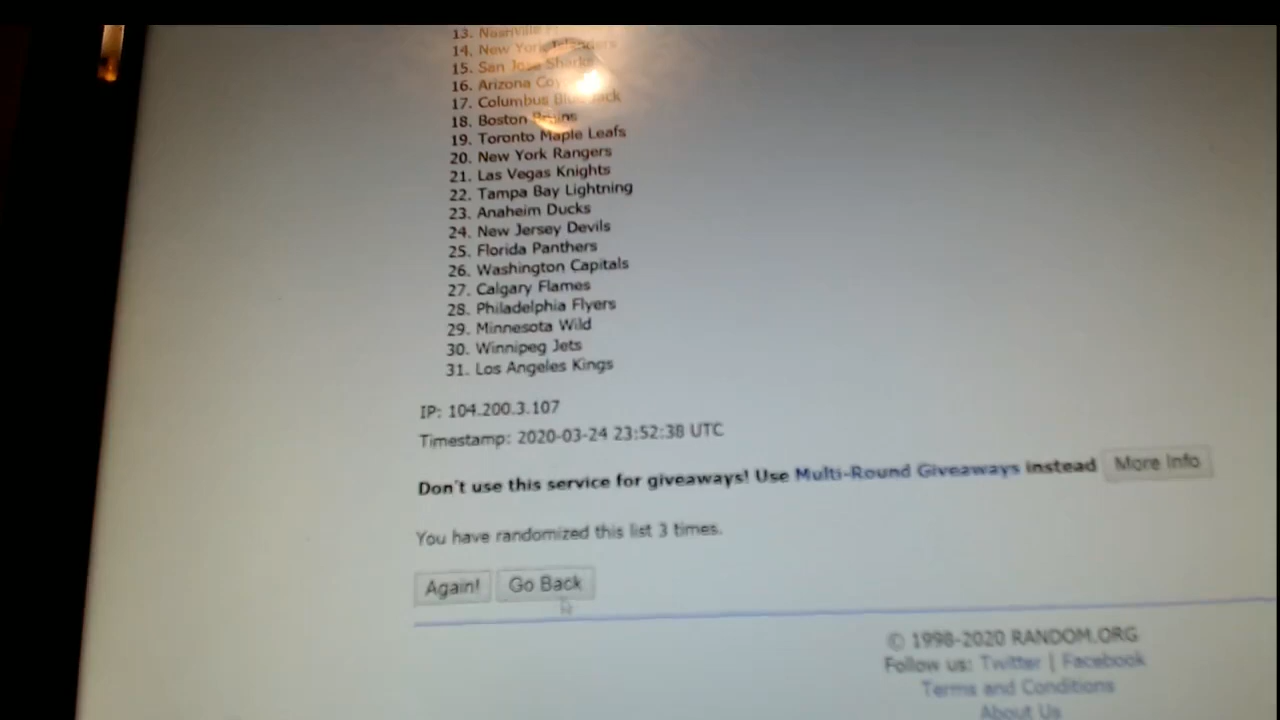 13. Nashville
14. New York Islanders
15. San Jose Sharks
16. Arizona
17. Columbus Blue Jack
18. Boston Bruins
19. Toronto Maple Leafs
20. New York Rangers
21. Las Vegas Knights
22. Tampa Bay Lightning
23. Anaheim Ducks
24. New Jersey Devils
25. Florida Panthers
26. Washington Capitals
27. Calgary Flames
28. Philadelphia Flyers
29. Minnesota Wild
30. Winnipeg Jets
31. Los Angeles Kings
IP: 104.200.3.107
Timestamp: 2020-03-24 23:52:38 UTC
Don't use this service for giveaways! Use Multi-Round Giveaways instead More Info
You have randomized this list 3 times.
Again! Go Back
© 1998-2020 RANDOM.ORG
Follow us: Twitter | Facebook
Terms and Conditions
About Us